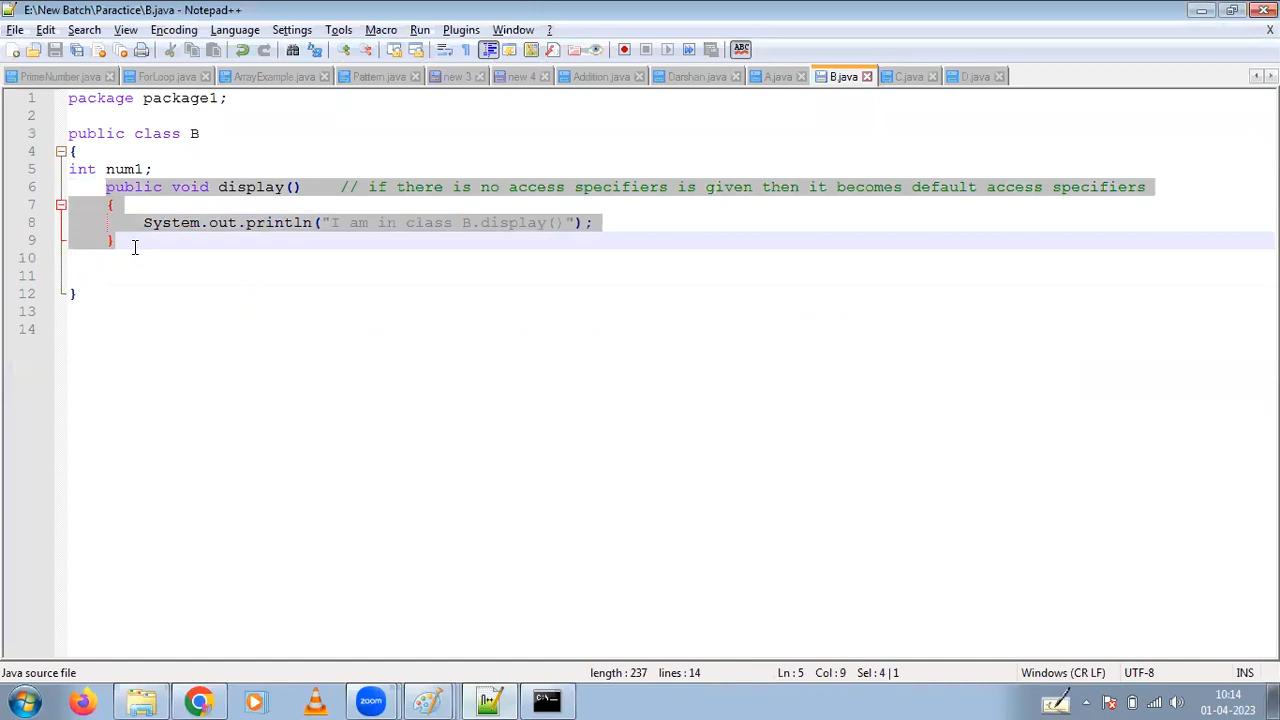 E:\New Batch\Paractice\B.java - Notepad++
File Edit Search View Encoding Language Settings Tools Macro Run Plugins Window ? X
PrimeNumber.java ForLoop.java ArrayExample.java Pattern.java new 3 new 4 Addition.java Darshan.java A.java B.java C.java D.java
1 package package1;
2
3 public class B
4 {
5 int num1;
6 public void display() // if there is no access specifiers is given then it becomes default access specifiers
7 {
8 System.out.println("I am in class B.display()");
9 }
10
11
12 }
13
14
Java source file length : 237 lines : 14 Ln : 5 Col : 9 Sel : 4 | 1 Windows (CR LF) UTF-8 INS
zoom
10:14
01-04-2023